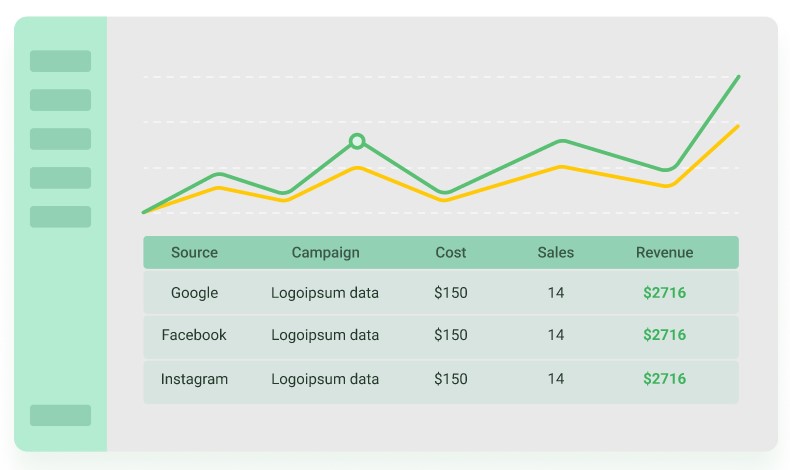 Source Campaign Cost Sales Revenue
Google Logoipsum data $150 14 $2716
Facebook Logoipsum data $150 14 $2716
Instagram Logoipsum data $150 14 $2716